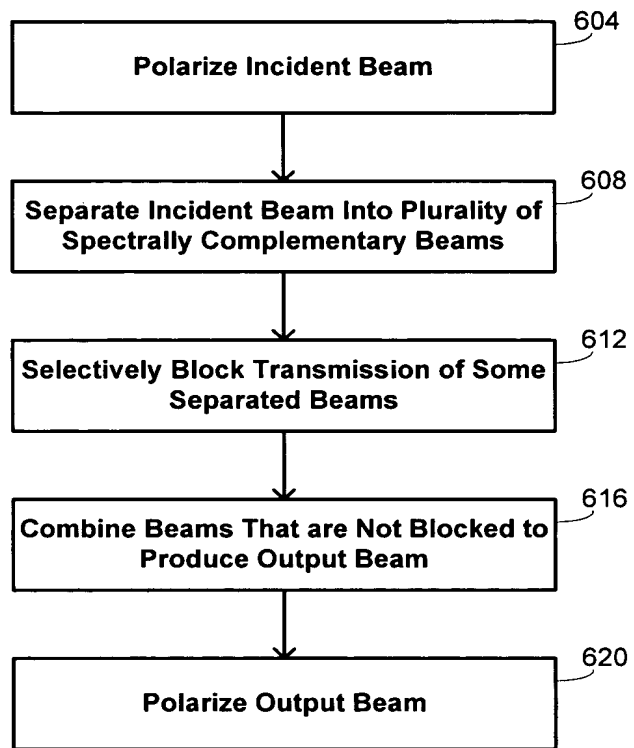 604
Polarize Incident Beam
608
Separate Incident Beam Into Plurality of
Spectrally Complementary Beams
612
Selectively Block Transmission of Some
Separated Beams
616
Combine Beams That are Not Blocked to
Produce Output Beam
620
Polarize Output Beam